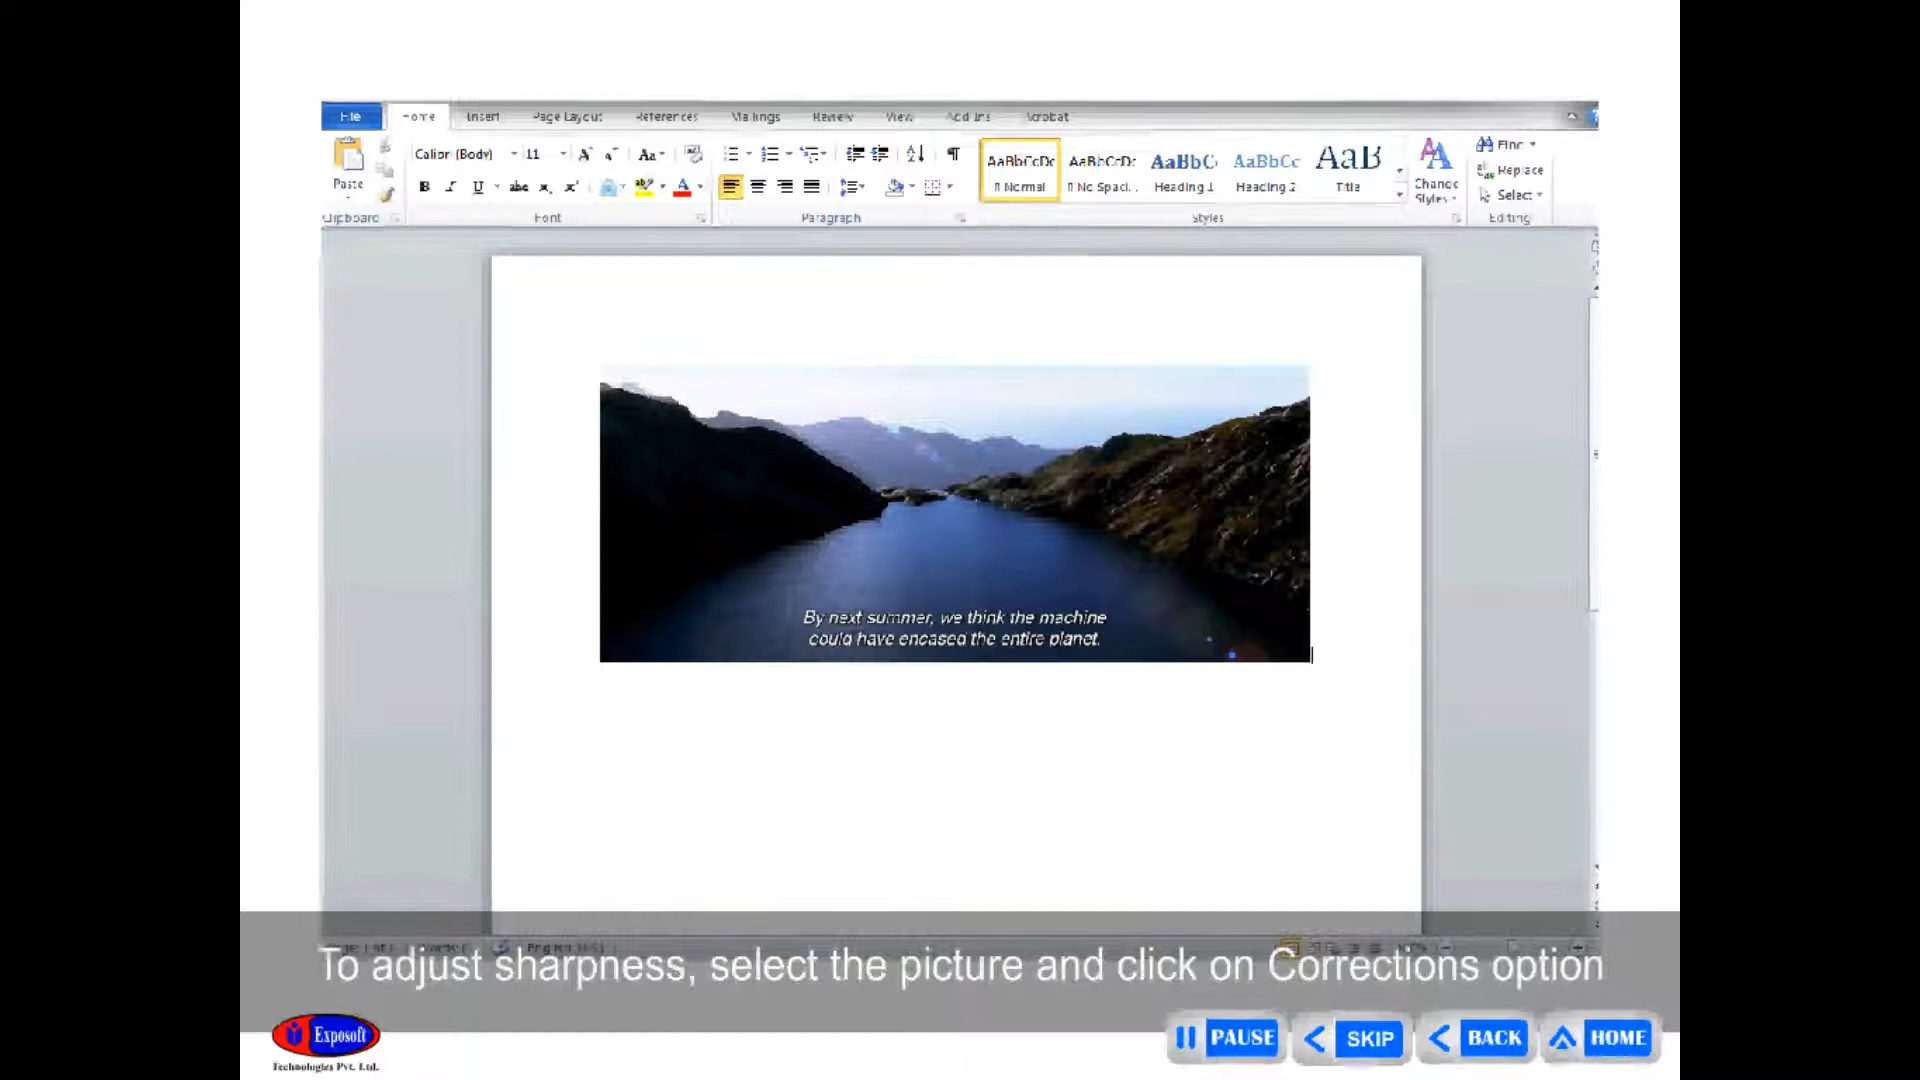 File Home Insert Page Layout References Mailings Review View Add-Ins Acrobat
Calibri (Body) 11 Aa
AaBbCcDc AaBbCcDc AaBbC AaBbCc AaB
Find
Replace
Select
Paste
B I U abc x x A
¶ Normal ¶ No Spaci... Heading 1 Heading 2 Title
Change
Styles
Clipboard Font Paragraph Styles Editing
By next summer, we think the machine
could have encased the entire planet.
To adjust sharpness, select the picture and click on Corrections option
Exposoft
Technologies Pvt. Ltd.
PAUSE SKIP BACK HOME